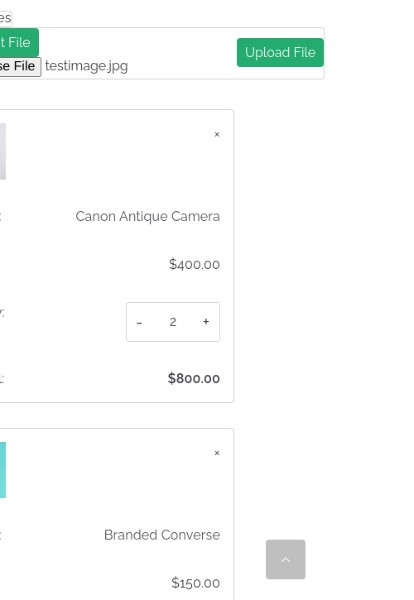 es
t File
Upload File
se File testimage.jpg
×
: Canon Antique Camera
$400.00
y:
- 2 +
l: $800.00
×
: Branded Converse
$150.00